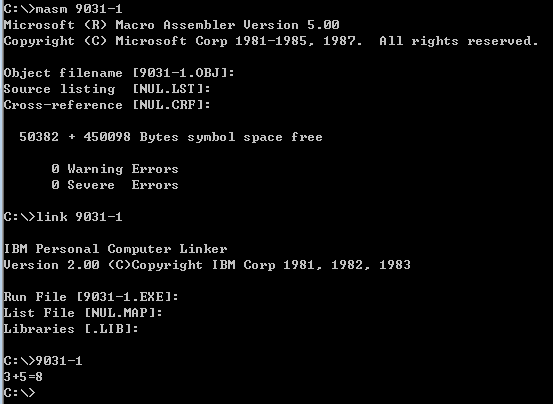 C:\>masm 9031-1
Microsoft (R) Macro Assembler Version 5.00
Copyright (C) Microsoft Corp 1981-1985, 1987.  All rights reserved.
Object filename [9031-1.OBJ]:
Source listing  [NUL.LST]:
Cross-reference [NUL.CRF]:
50382 + 450098 Bytes symbol space free
0 Warning Errors
0 Severe  Errors
C:\>link 9031-1
IBM Personal Computer Linker
Version 2.00 (C)Copyright IBM Corp 1981, 1982, 1983
Run File [9031-1.EXE]:
List File [NUL.MAP]:
Libraries [.LIB]:
C:\>9031-1
3+5=8
C:\>